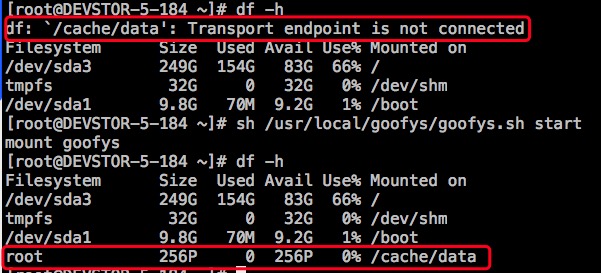 [root@DEVSTOR-5-184 ~]# df -h
df: `/cache/data': Transport endpoint is not connected
Filesystem      Size  Used Avail Use% Mounted on
/dev/sda3       249G  154G   83G  66% /
tmpfs            32G     0   32G   0% /dev/shm
/dev/sda1       9.8G   70M  9.2G   1% /boot
[root@DEVSTOR-5-184 ~]# sh /usr/local/goofys/goofys.sh start
mount goofys
[root@DEVSTOR-5-184 ~]# df -h
Filesystem      Size  Used Avail Use% Mounted on
/dev/sda3       249G  154G   83G  66% /
tmpfs            32G     0   32G   0% /dev/shm
/dev/sda1       9.8G   70M  9.2G   1% /boot
root            256P     0  256P   0% /cache/data